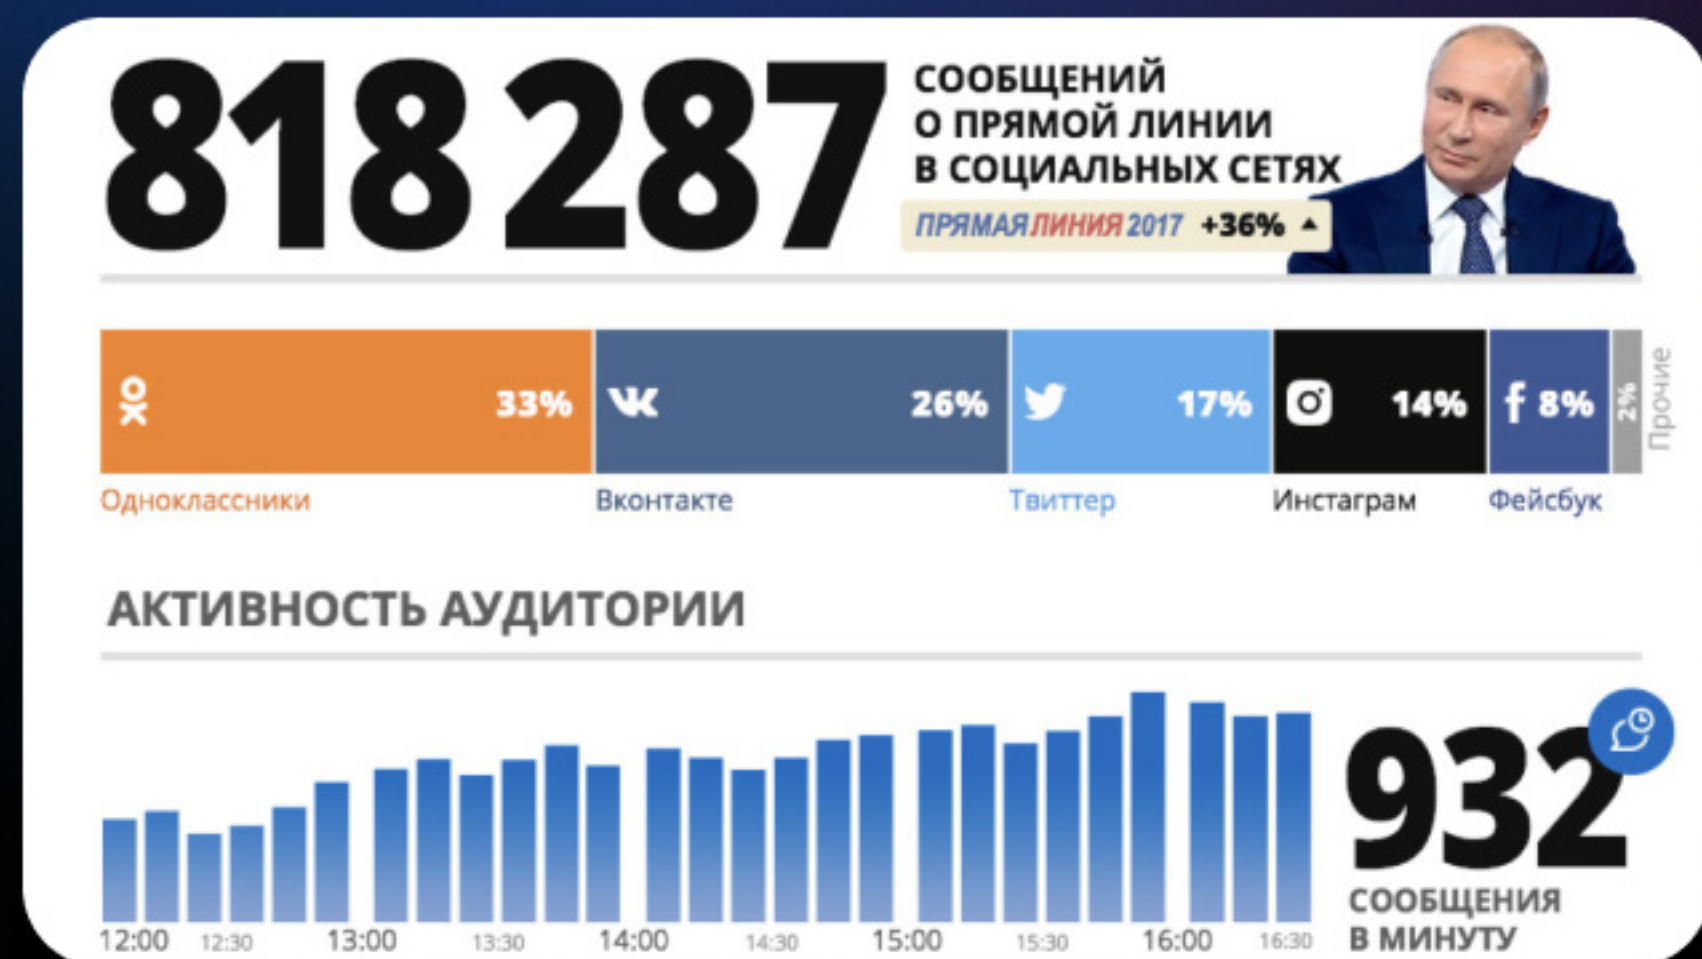 818 287
СООБЩЕНИЙ
О ПРЯМОЙ ЛИНИИ
В СОЦИАЛЬНЫХ СЕТЯХ
ПРЯМАЯ ЛИНИЯ 2017 +36% ▲
33% 26% 17% 14% 8% 2% Прочие
Одноклассники Вконтакте Твиттер Инстаграм Фейсбук
АКТИВНОСТЬ АУДИТОРИИ
932
СООБЩЕНИЯ
В МИНУТУ
12:00 12:30 13:00 13:30 14:00 14:30 15:00 15:30 16:00 16:30